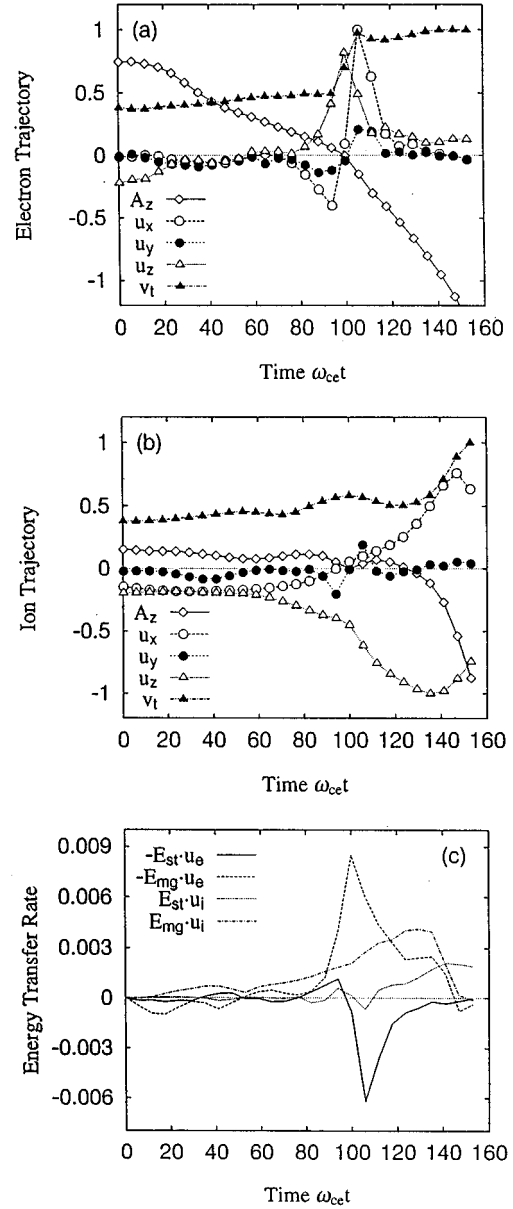 (a)
1
0.5
0
-0.5
-1
Electron Trajectory
A_z
u_x
u_y
u_z
v_t
0 20 40 60 80 100 120 140 160
Time ω_ce t
(b)
1
0.5
0
-0.5
-1
Ion Trajectory
A_z
u_x
u_y
u_z
v_t
0 20 40 60 80 100 120 140 160
Time ω_ce t
0.009
0.006
0.003
0
-0.003
-0.006
Energy Transfer Rate
-E_st·u_e
-E_mg·u_e
E_st·u_i
E_mg·u_i
(c)
0 20 40 60 80 100 120 140 160
Time ω_ce t